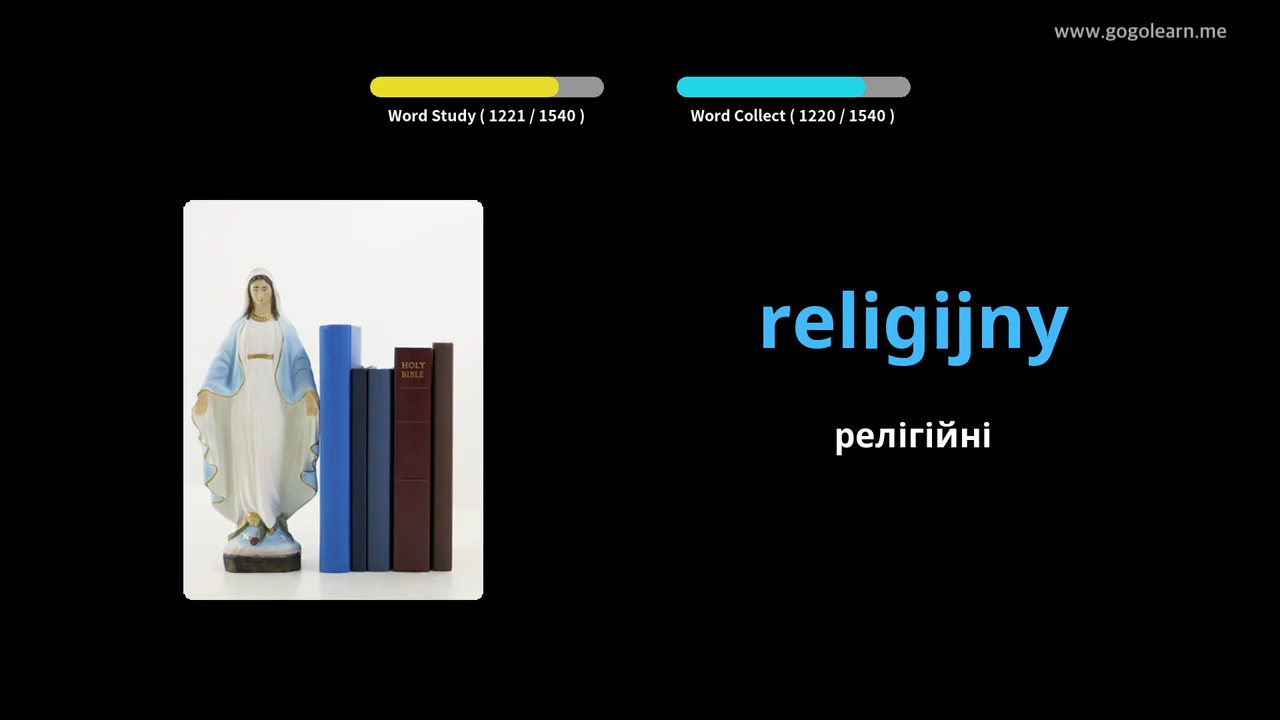 www.gogolearn.me
Word Study ( 1221 / 1540 )
Word Collect ( 1220 / 1540 )
HOLY
BIBLE
religijny
релігійні